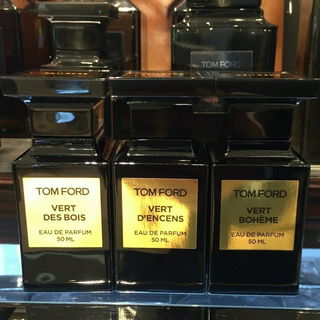 TOM FORD
VERT
DES BOIS
EAU DE PARFUM
50 ML
TOM FORD
VERT
D'ENCENS
EAU DE PARFUM
50 ML
TOM FORD
VERT
BOHÈME
EAU DE PARFUM
50 ML
TOM FORD